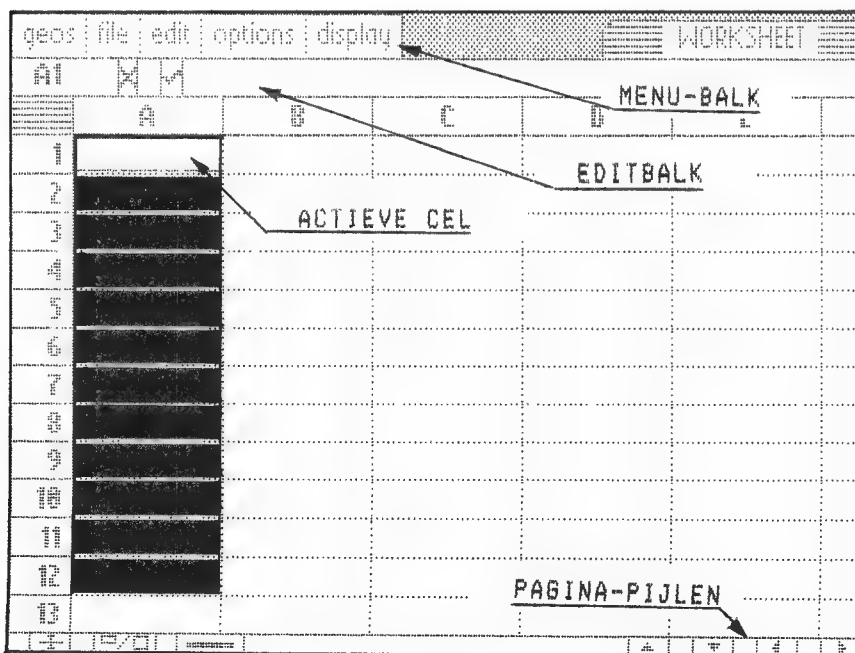 geos file edit options display WORKSHEET
A1
MENU-BALK
A B C D
EDITBALK
1
2
ACTIEVE CEL
3
4
5
6
7
8
9
10
11
12
PAGINA-PIJLEN
13